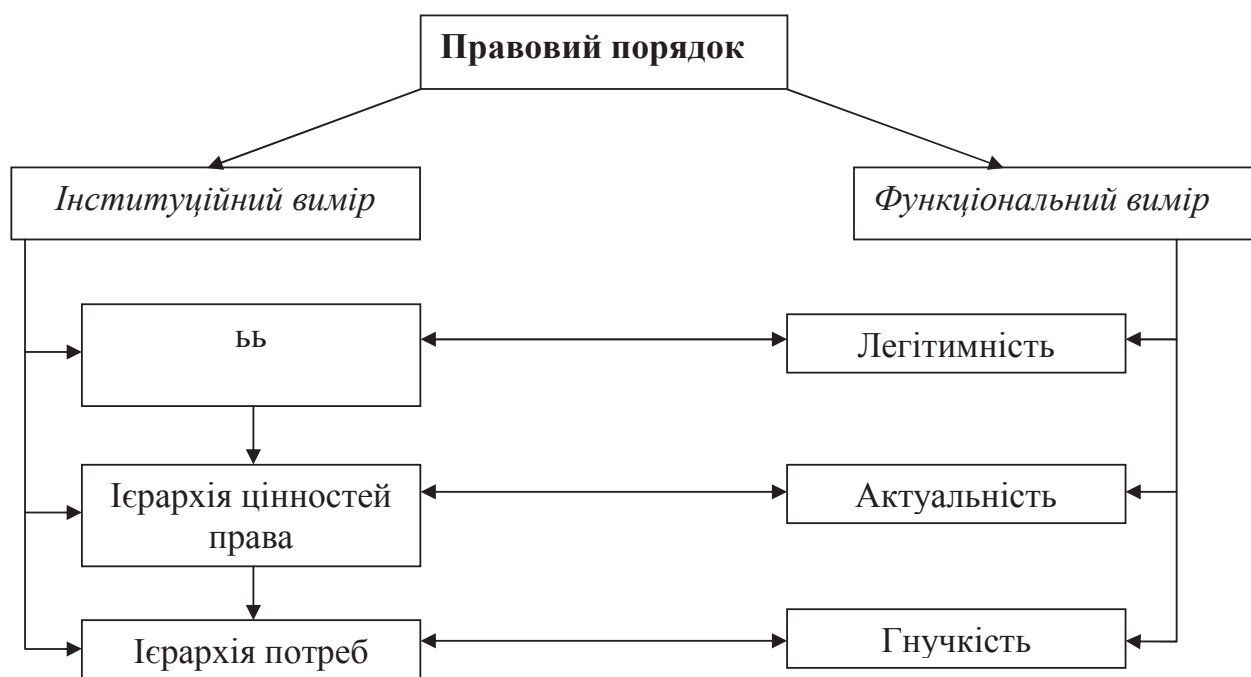 Правовий порядок
Інституційний вимір
Функціональний вимір
ьь
Легітимність
Ієрархія цінностей
права
Актуальність
Ієрархія потреб
Гнучкість